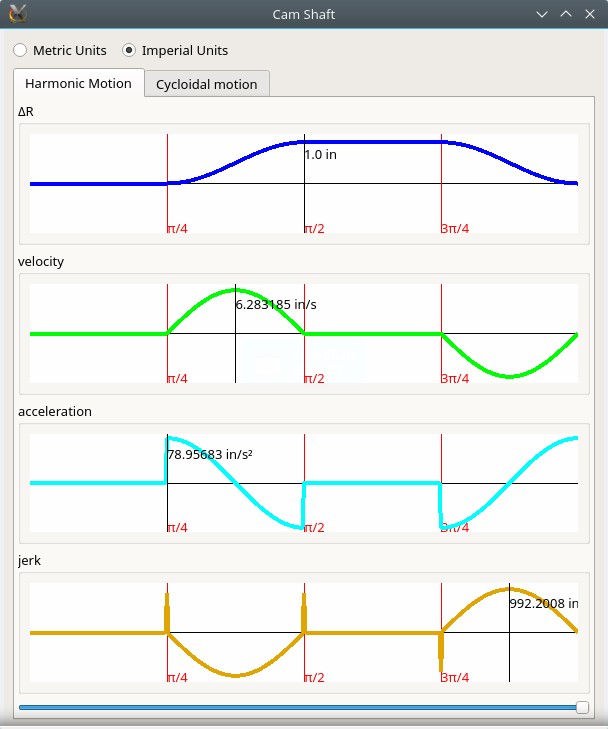 Cam Shaft
Metric Units Imperial Units
Harmonic Motion Cycloidal motion
ΔR
1.0 in
π/4 π/2 3π/4
velocity
6.283185 in/s
π/4 π/2 3π/4
acceleration
78.95683 in/s²
π/4 π/2 3π/4
jerk
992.2008 in
π/4 π/2 3π/4